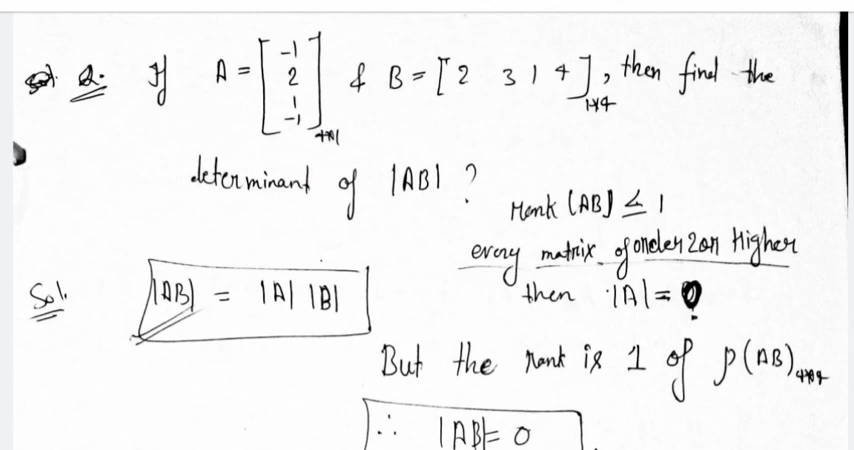 Q. If A = [ -1 2 1 -1 ]4×1 & B = [ 2 3 1 4 ]1×4, then find the
determinant of |AB| ?
Rank (AB) ≤ 1
every matrix of order 2 or Higher
then |A| = 0
Sol. |AB| = |A| |B|
But the rank is 1 of ρ(AB)4×4
∴ |AB| = 0